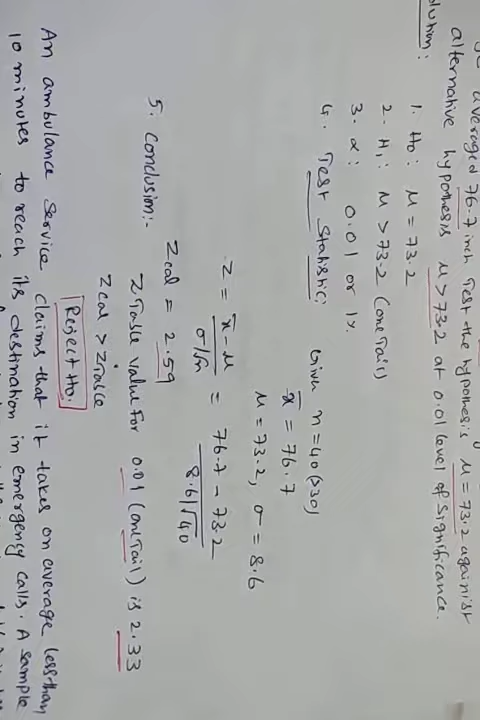 averaged 76.7 inch Test the hypothesis μ = 73.2 against
alternative hypothesis μ > 73.2 at 0.01 level of significance.
lution:
1. H₀: μ = 73.2
2. H₁: μ > 73.2 (one Tail)
3. α: 0.01 or 1%
4. Test Statistic: Given n = 40 (>30)
x̄ = 76.7
μ = 73.2, σ = 8.6
Z = (x̄ - μ)/(σ/√n) = (76.7 - 73.2)/(8.6/√40)
Zcal = 2.59
5. Conclusion:-
Z Table value For 0.01 (one Tail) is 2.33
Zcal > ZTable
Reject H₀.
An ambulance Service claims that it takes on average less than
10 minutes to reach its destination in emergency calls. A sample